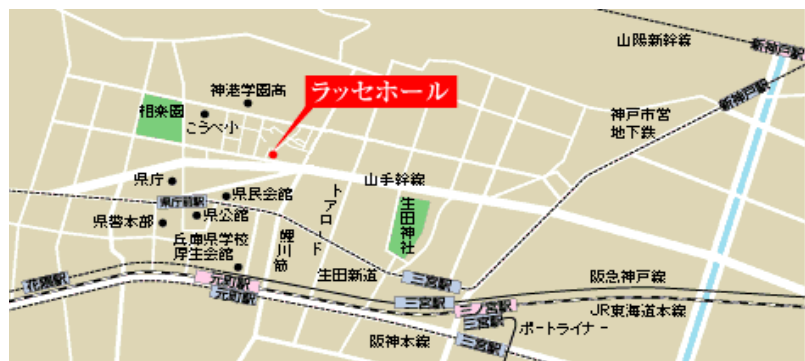 山陽新幹線
新神戸駅
新神戸駅
神港学園高
ラッセホール
相楽園
こうべ小
神戸市営
地下鉄
県庁
県民会館
山手幹線
県庁前駅
県公館
県警本部
トアロード
生田神社
兵庫県学校
厚生会館
鯉川筋
生田新道
三宮駅
阪急神戸線
花隈駅
元町駅
元町駅
三宮駅
三ノ宮駅
三宮駅
JR東海道本線
ポートライナー
阪神本線
三宮駅